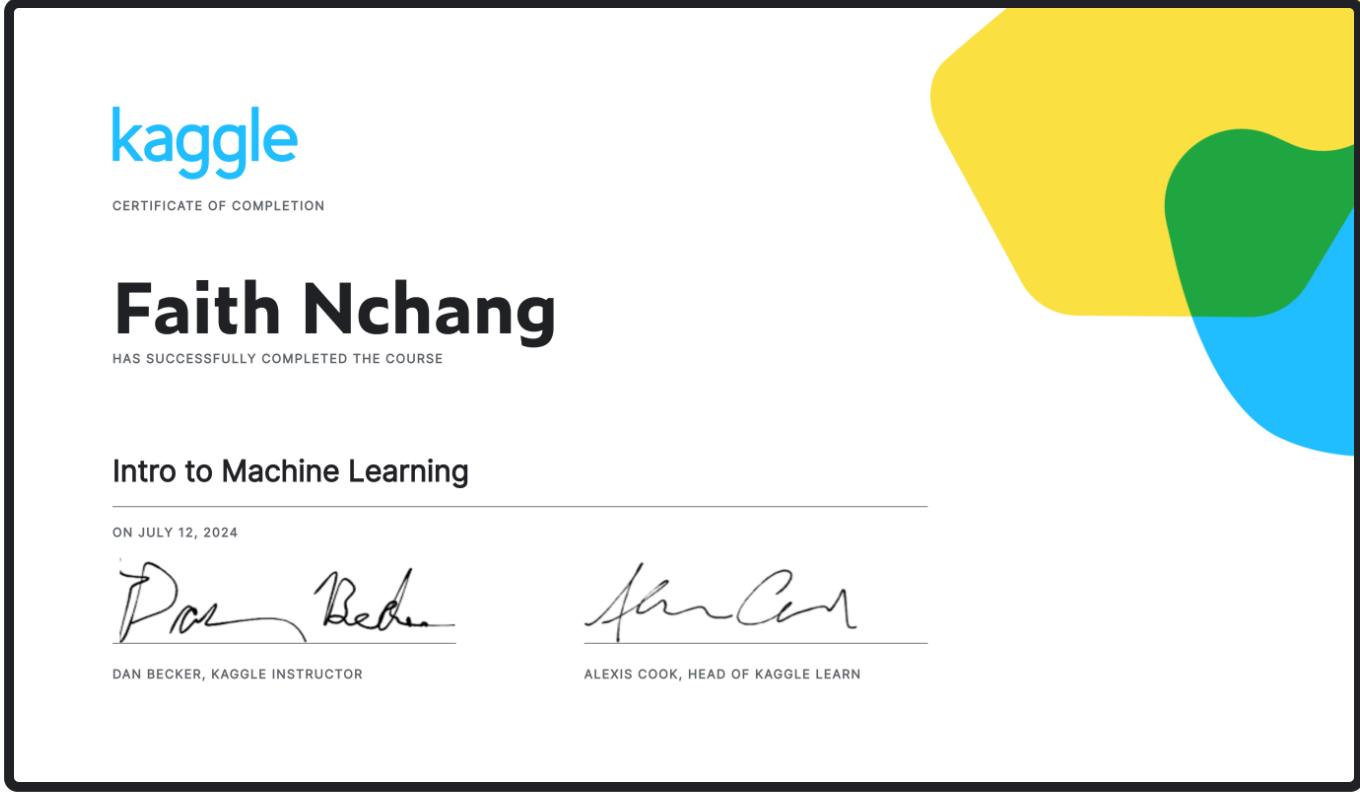 kaggle
CERTIFICATE OF COMPLETION
Faith Nchang
HAS SUCCESSFULLY COMPLETED THE COURSE
Intro to Machine Learning
ON JULY 12, 2024
Dan Becker
Alexis Cook
DAN BECKER, KAGGLE INSTRUCTOR
ALEXIS COOK, HEAD OF KAGGLE LEARN